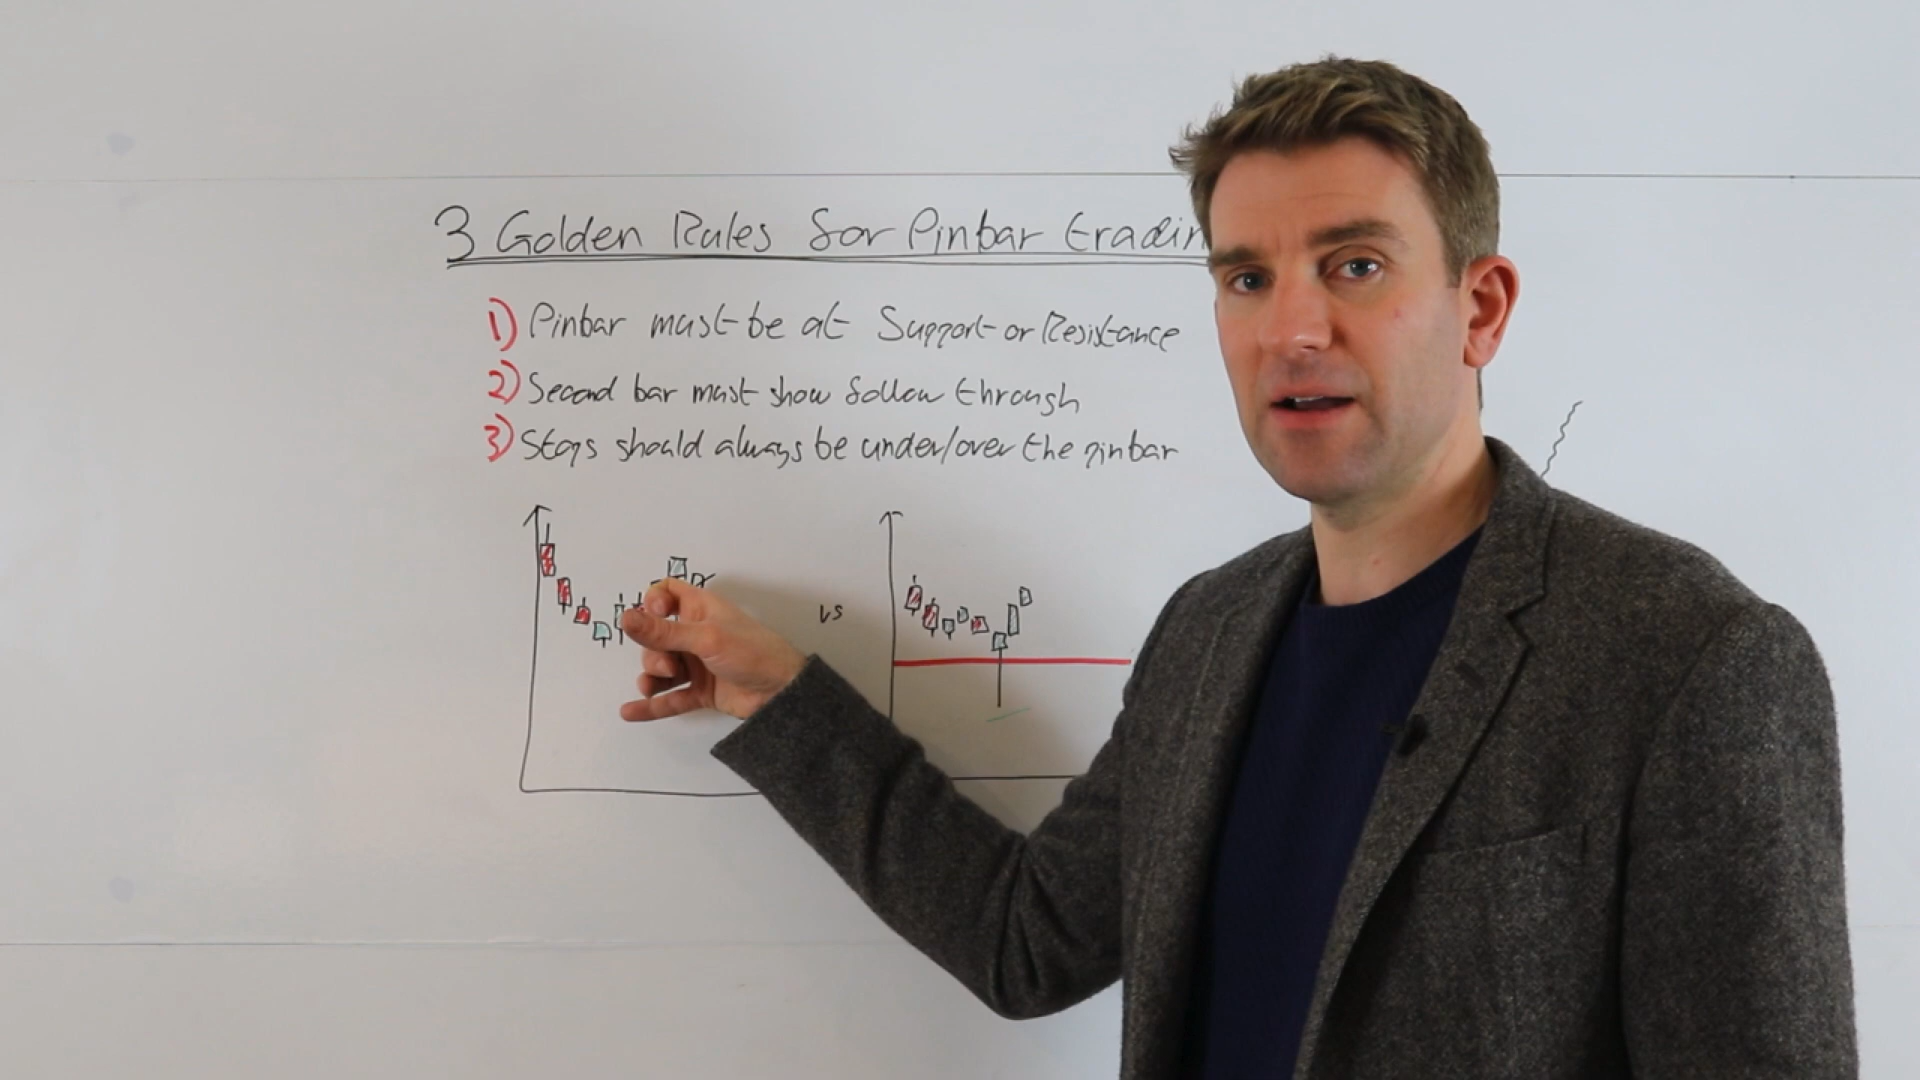 3 Golden Rules for Pinbar tradin
1) Pinbar must be at Support or Resistance
2) Second bar must show follow through
3) Stops should always be under/over the pinbar
vs